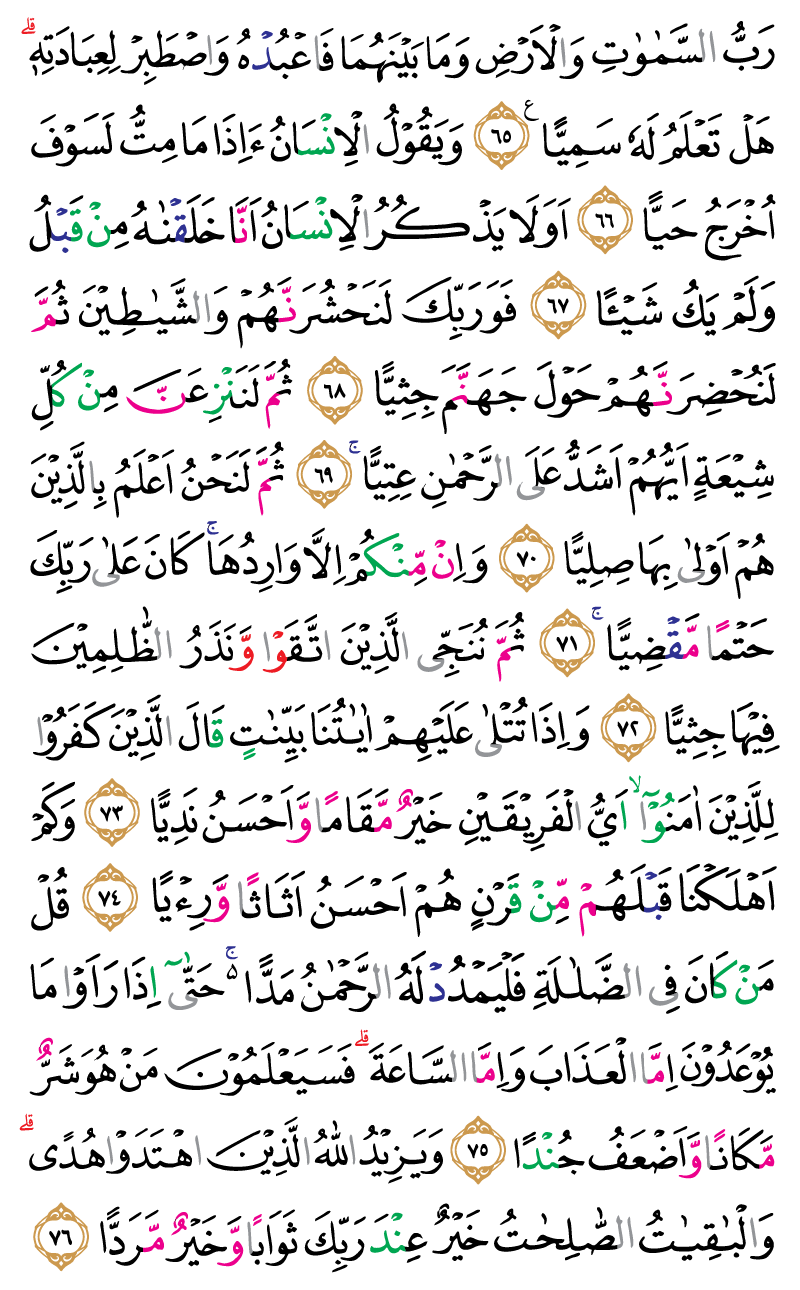 رَبُّ السَّمٰوٰتِ وَالْاَرْضِ وَمَا بَيْنَهُمَا فَاعْبُدْهُ وَاصْطَبِرْ لِعِبَادَتِهٖۗ
هَلْ تَعْلَمُ لَهٗ سَمِيًّا ࣖ ٦٥ وَيَقُوْلُ الْاِنْسَانُ ءَاِذَا مَا مِتُّ لَسَوْفَ
اُخْرَجُ حَيًّا ٦٦ اَوَلَا يَذْكُرُ الْاِنْسَانُ اَنَّا خَلَقْنٰهُ مِنْ قَبْلُ
وَلَمْ يَكُ شَيْـًٔا ٦٧ فَوَرَبِّكَ لَنَحْشُرَنَّهُمْ وَالشَّيٰطِيْنَ ثُمَّ
لَنُحْضِرَنَّهُمْ حَوْلَ جَهَنَّمَ جِثِيًّا ٦٨ ثُمَّ لَنَنْزِعَنَّ مِنْ كُلِّ
شِيْعَةٍ اَيُّهُمْ اَشَدُّ عَلَى الرَّحْمٰنِ عِتِيًّاۚ ٦٩ ثُمَّ لَنَحْنُ اَعْلَمُ بِالَّذِيْنَ
هُمْ اَوْلٰى بِهَا صِلِيًّا ٧٠ وَاِنْ مِّنْكُمْ اِلَّا وَارِدُهَاۚ كَانَ عَلٰى رَبِّكَ
حَتْمًا مَّقْضِيًّاۚ ٧١ ثُمَّ نُنَجِّى الَّذِيْنَ اتَّقَوْا وَّنَذَرُ الظّٰلِمِيْنَ
فِيْهَا جِثِيًّا ٧٢ وَاِذَا تُتْلٰى عَلَيْهِمْ اٰيٰتُنَا بَيِّنٰتٍ قَالَ الَّذِيْنَ كَفَرُوْا
لِلَّذِيْنَ اٰمَنُوْٓاۙ اَيُّ الْفَرِيْقَيْنِ خَيْرٌ مَّقَامًا وَّاَحْسَنُ نَدِيًّا ٧٣ وَكَمْ
اَهْلَكْنَا قَبْلَهُمْ مِّنْ قَرْنٍ هُمْ اَحْسَنُ اَثَاثًا وَّرِءْيًا ٧٤ قُلْ
مَنْ كَانَ فِى الضَّلٰلَةِ فَلْيَمْدُدْ لَهُ الرَّحْمٰنُ مَدًّا ەۚ حَتّٰىٓ اِذَا رَاَوْا مَا
يُوْعَدُوْنَ اِمَّا الْعَذَابَ وَاِمَّا السَّاعَةَۗ فَسَيَعْلَمُوْنَ مَنْ هُوَ شَرٌّ
مَّكَانًا وَّاَضْعَفُ جُنْدًا ٧٥ وَيَزِيْدُ اللّٰهُ الَّذِيْنَ اهْتَدَوْا هُدًىۗ
وَالْبٰقِيٰتُ الصّٰلِحٰتُ خَيْرٌ عِنْدَ رَبِّكَ ثَوَابًا وَّخَيْرٌ مَّرَدًّا ٧٦